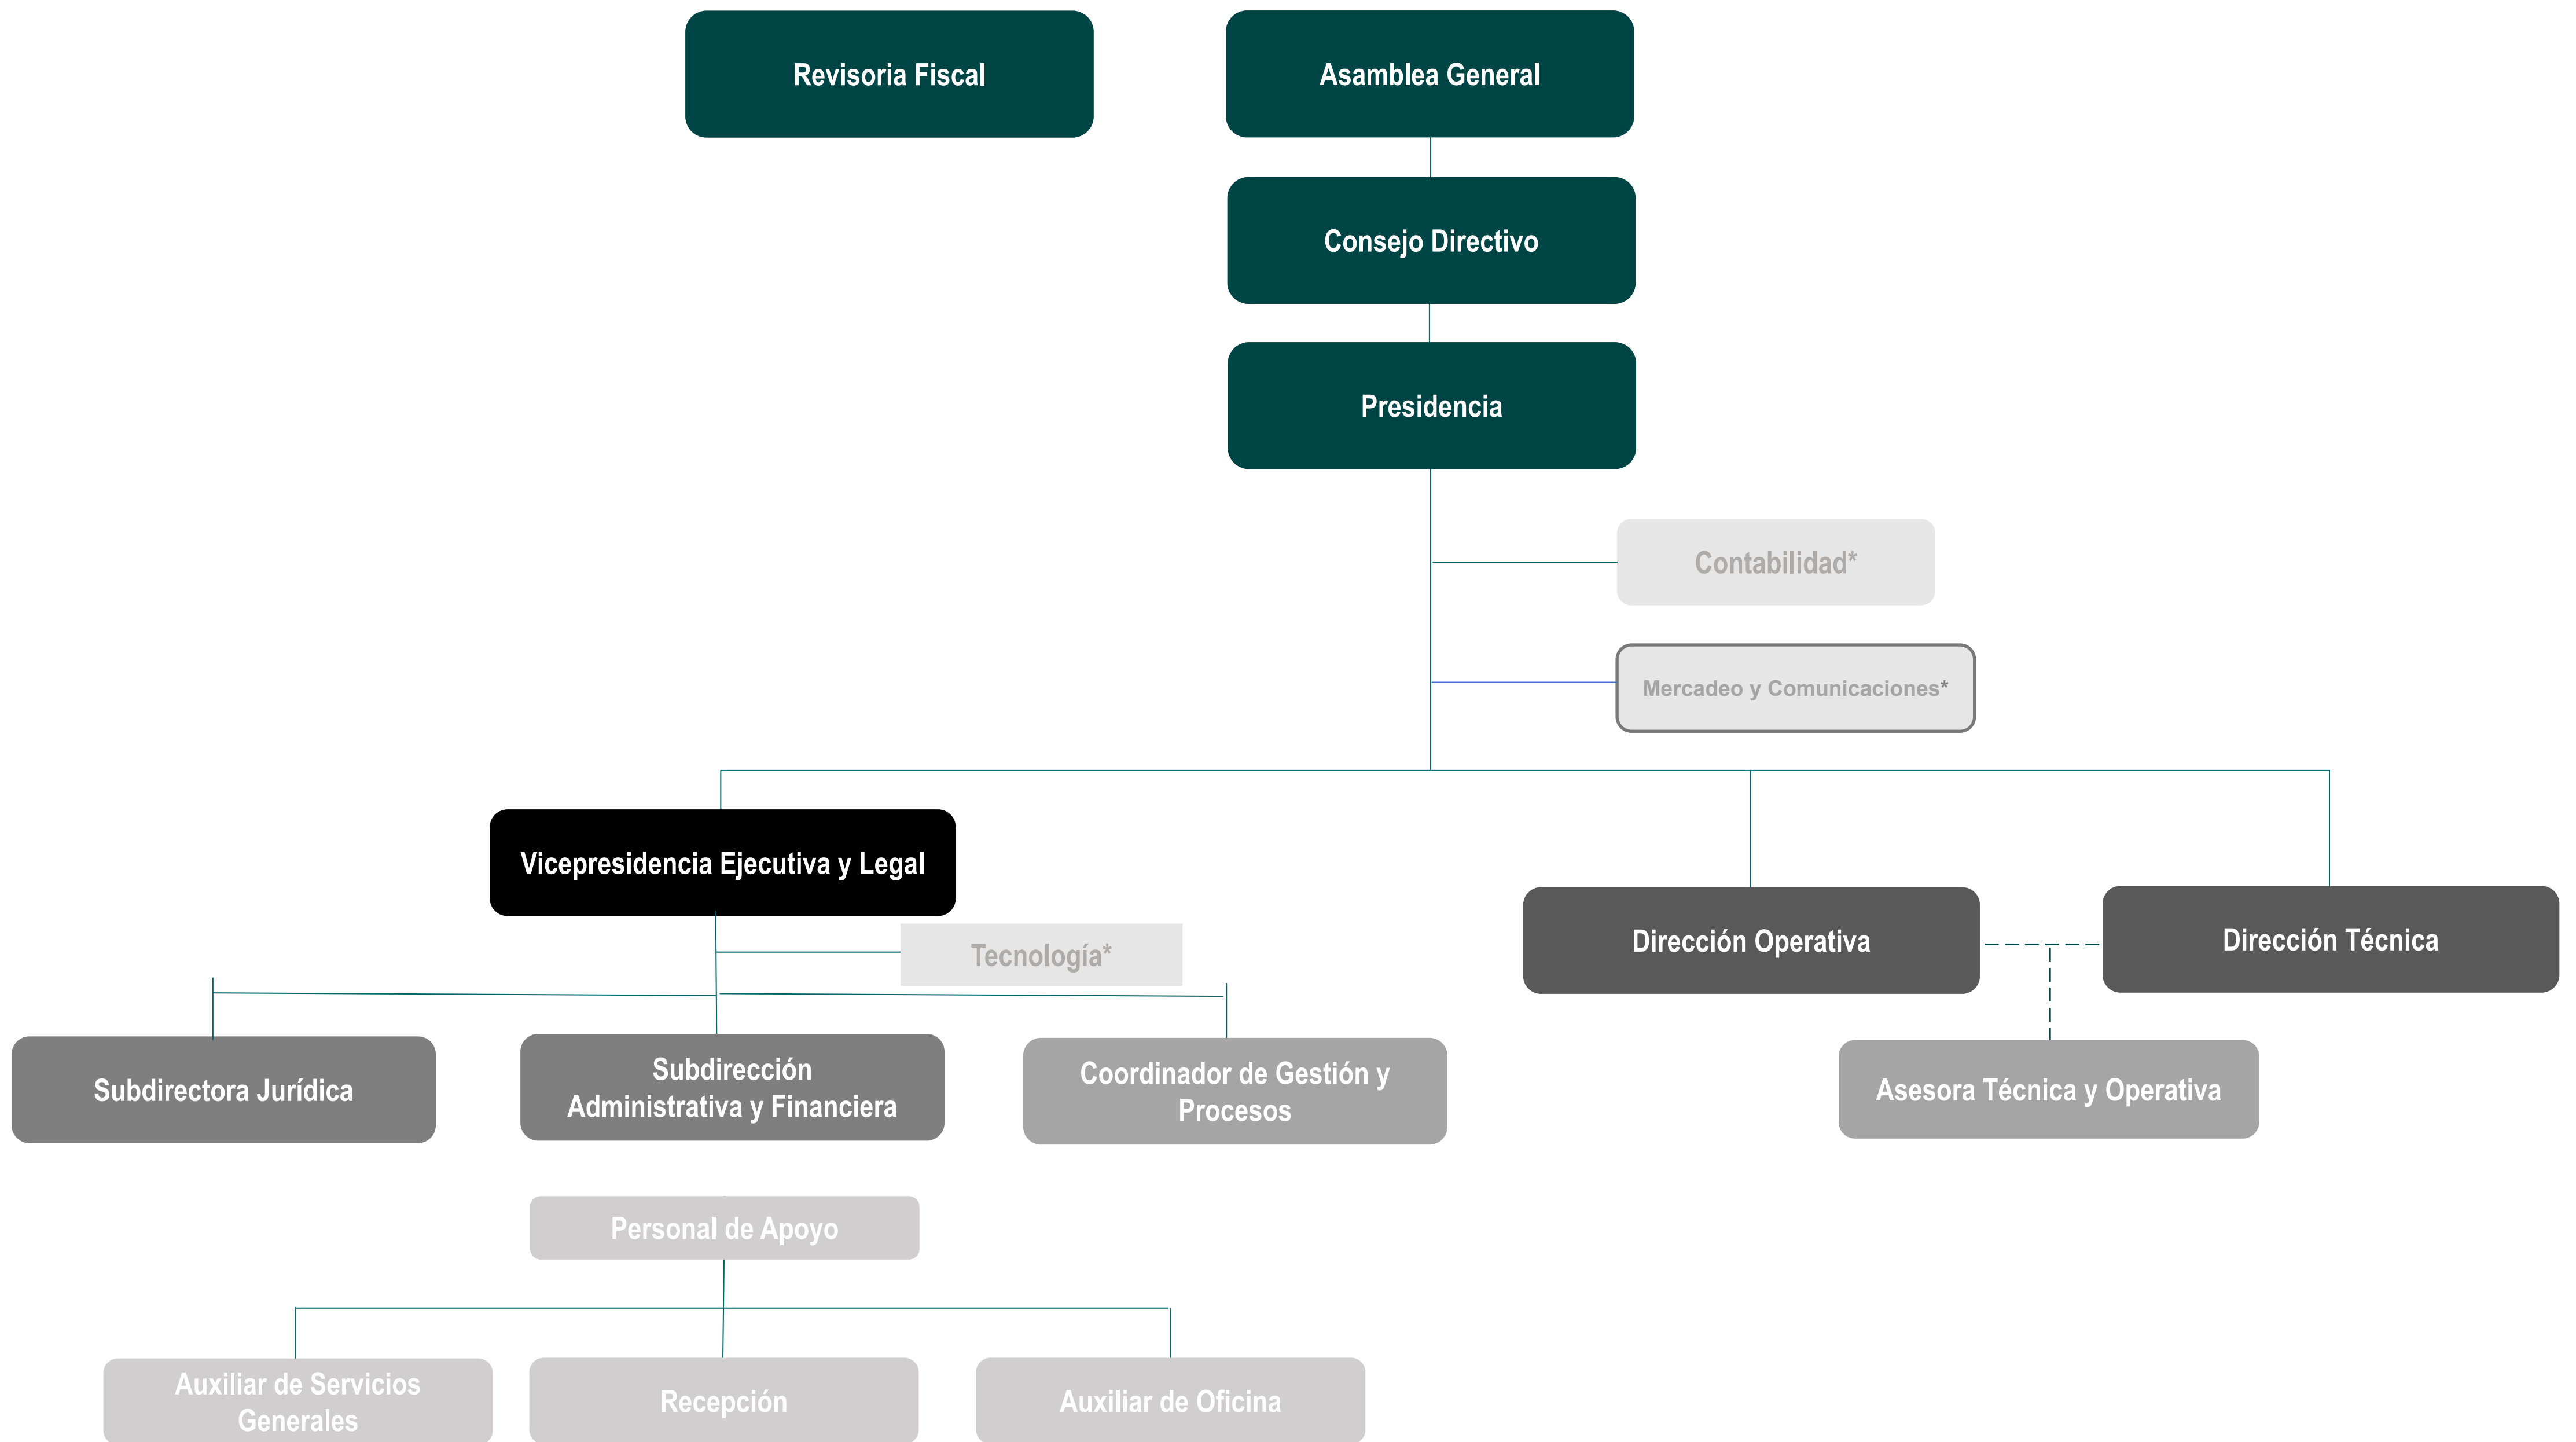 Revisoria Fiscal
Asamblea General
Consejo Directivo
Presidencia
Contabilidad*
Mercadeo y Comunicaciones*
Vicepresidencia Ejecutiva y Legal
Dirección Operativa
Dirección Técnica
Tecnología*
Subdirectora Jurídica
Subdirección
Administrativa y Financiera
Coordinador de Gestión y
Procesos
Asesora Técnica y Operativa
Personal de Apoyo
Auxiliar de Servicios
Generales
Recepción
Auxiliar de Oficina